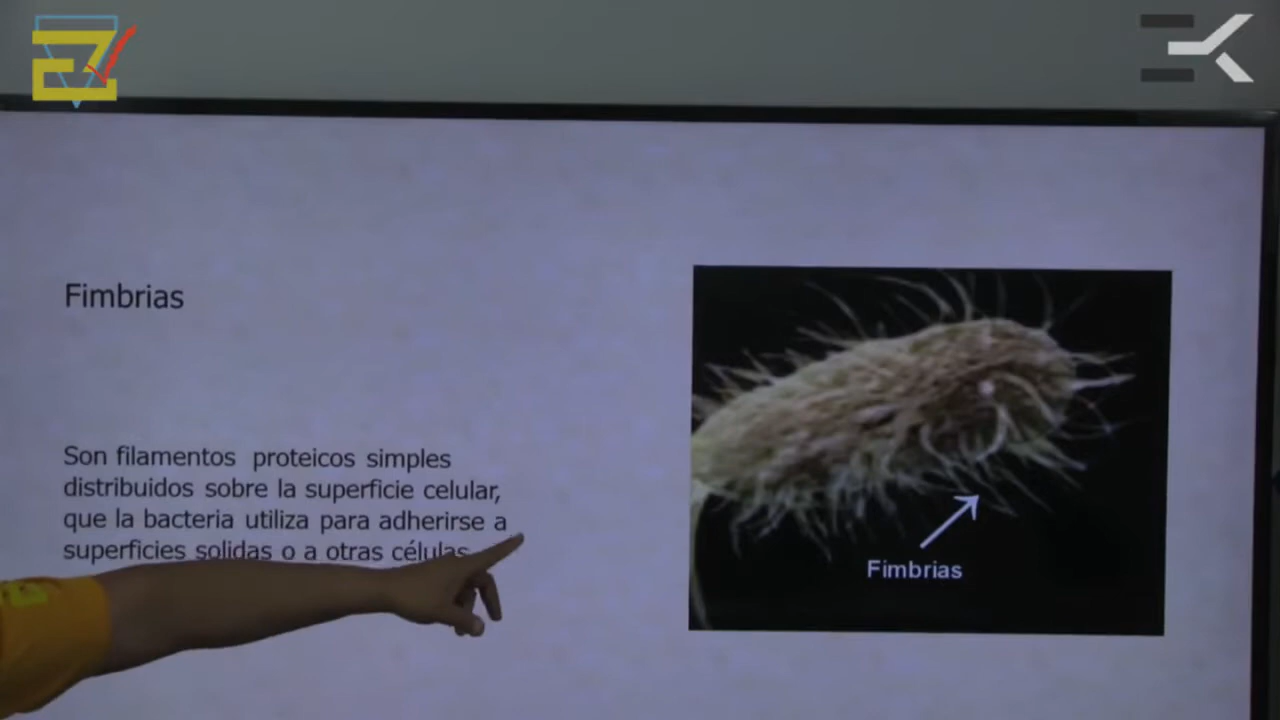 Fimbrias
Son filamentos proteicos simples
distribuidos sobre la superficie celular,
que la bacteria utiliza para adherirse a
superficies solidas o a otras células
Fimbrias